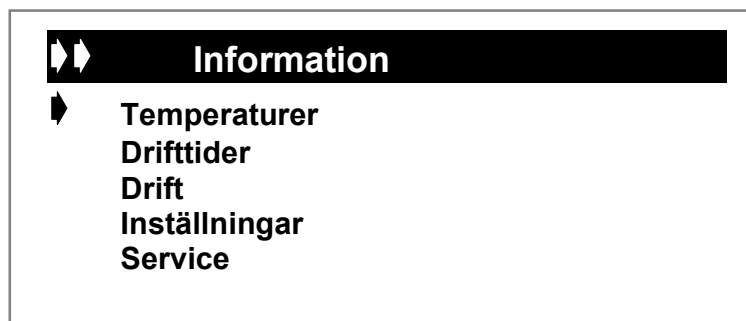 Information
Temperaturer
Drifttider
Drift
Inställningar
Service